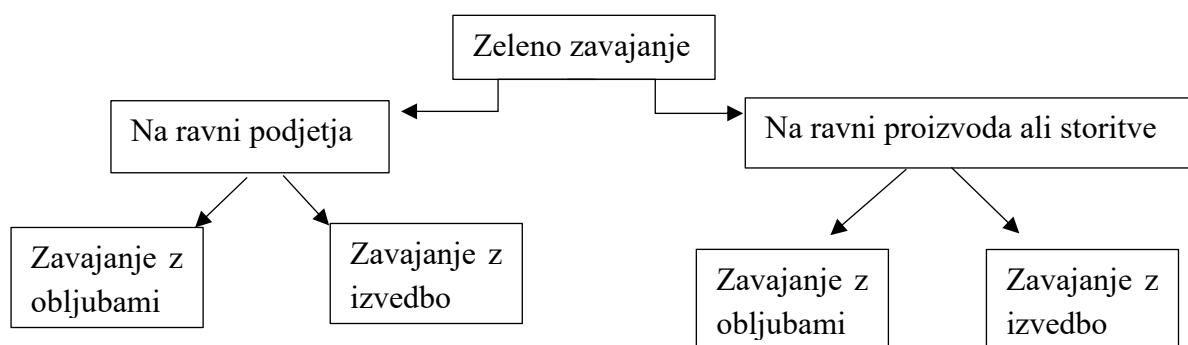 Zeleno zavajanje
Na ravni podjetja
Na ravni proizvoda ali storitve
Zavajanje z
obljubami
Zavajanje z
izvedbo
Zavajanje z
obljubami
Zavajanje z
izvedbo